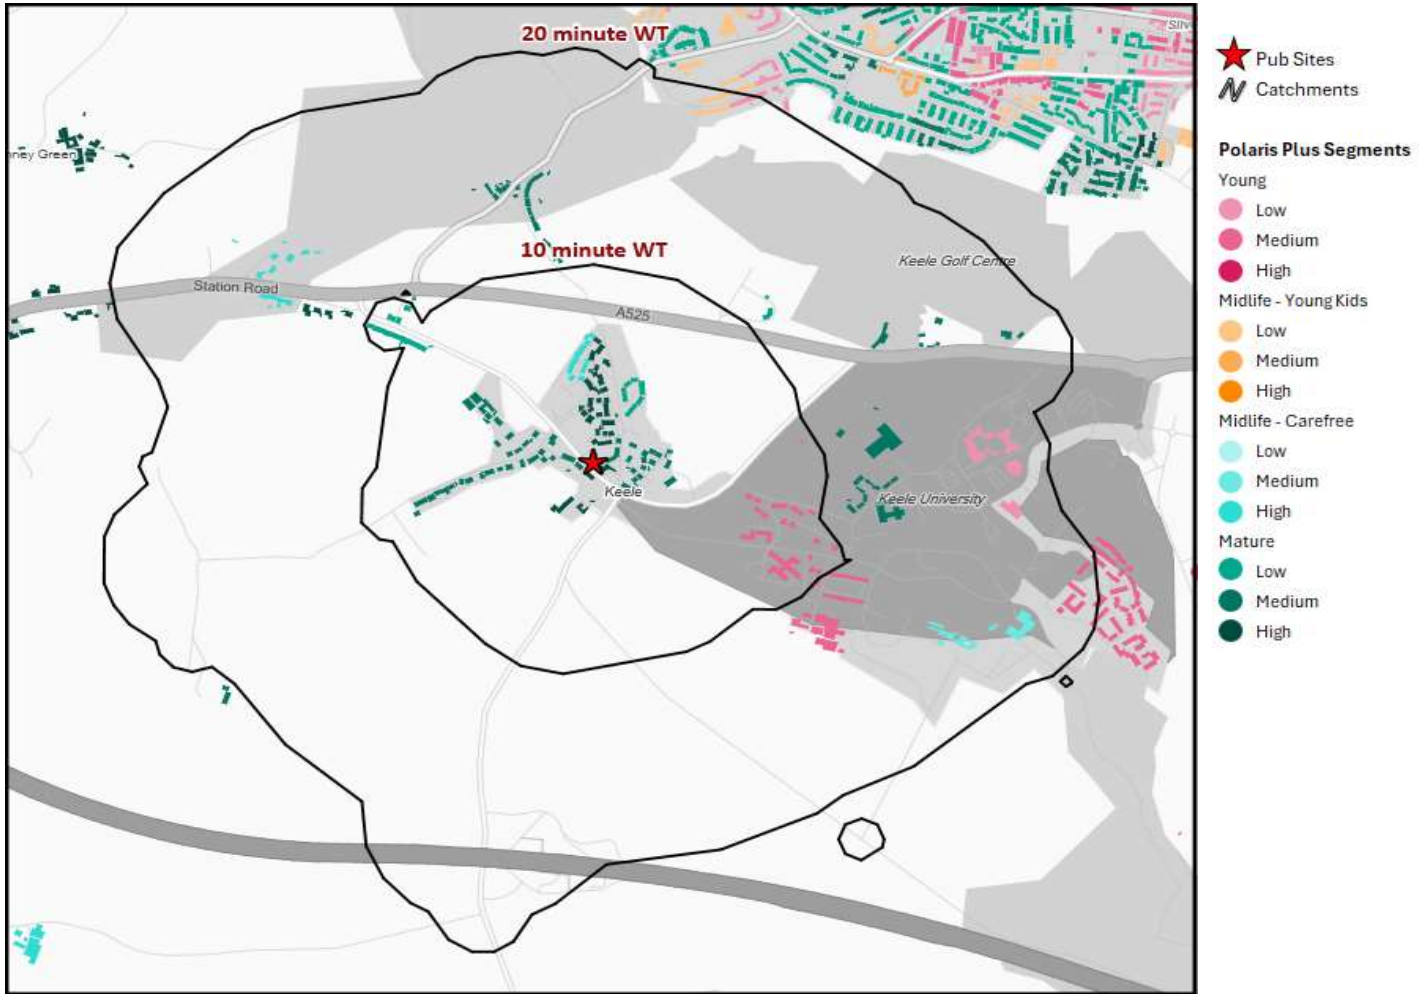 20 minute WT
Pub Sites
Catchments
Polaris Plus Segments
Young
Low
Medium
High
Midlife - Young Kids
Low
Medium
High
Midlife - Carefree
Low
Medium
High
Mature
Low
Medium
High
10 minute WT
Keele Golf Centre
Station Road
A525
Keele
Keele University